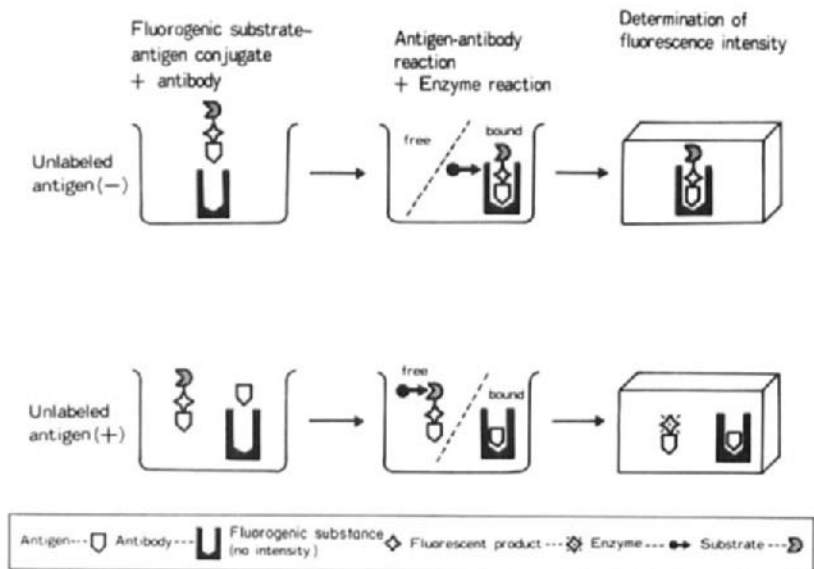 Fluorogenic substrate-
antigen conjugate
+ antibody
Antigen-antibody
reaction
+ Enzyme reaction
Determination of
fluorescence intensity
Unlabeled
antigen (−)
free
bound
Unlabeled
antigen (+)
free
bound
Antigen--- Antibody--- Fluorogenic substance
(no intensity) Fluorescent product--- Enzyme--- Substrate---